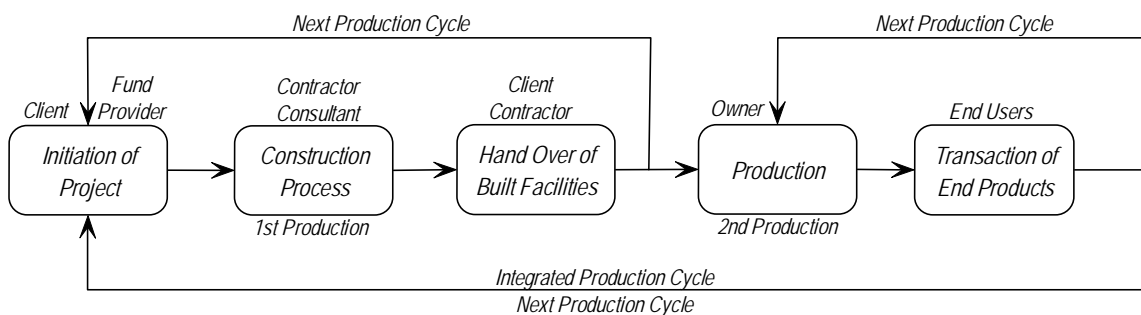 Next Production Cycle
Next Production Cycle
Client
Fund
Provider
Contractor
Consultant
Client
Contractor
Owner
End Users
Initiation of
Project
Construction
Process
Hand Over of
Built Facilities
Production
Transaction of
End Products
1st Production
2nd Production
Integrated Production Cycle
Next Production Cycle